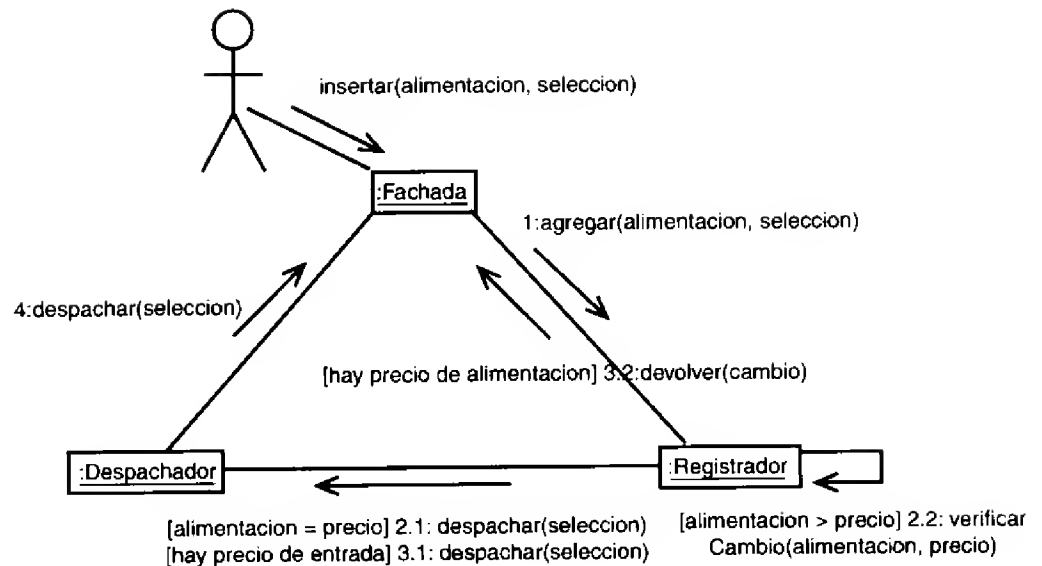 insertar(alimentacion, seleccion)
:Fachada
1:agregar(alimentacion, seleccion)
4:despachar(seleccion)
[hay precio de alimentacion] 3.2:devolver(cambio)
:Despachador
:Registrador
[alimentacion = precio] 2.1: despachar(seleccion)
[hay precio de entrada] 3.1: despachar(seleccion)
[alimentacion > precio] 2.2: verificar
Cambio(alimentacion, precio)